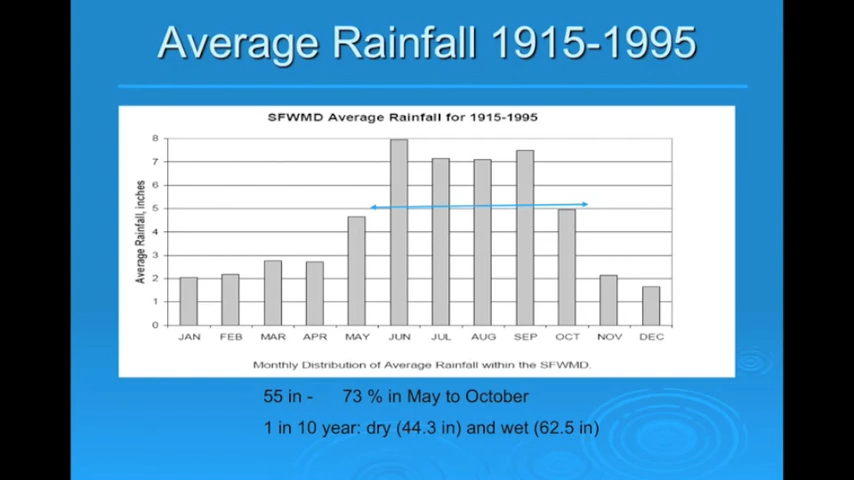 Average Rainfall 1915-1995
SFWMD Average Rainfall for 1915-1995
Average Rainfall, inches
8
7
6
5
4
3
2
1
0
JAN FEB MAR APR MAY JUN JUL AUG SEP OCT NOV DEC
Monthly Distribution of Average Rainfall within the SFWMD.
55 in - 73 % in May to October
1 in 10 year: dry (44.3 in) and wet (62.5 in)